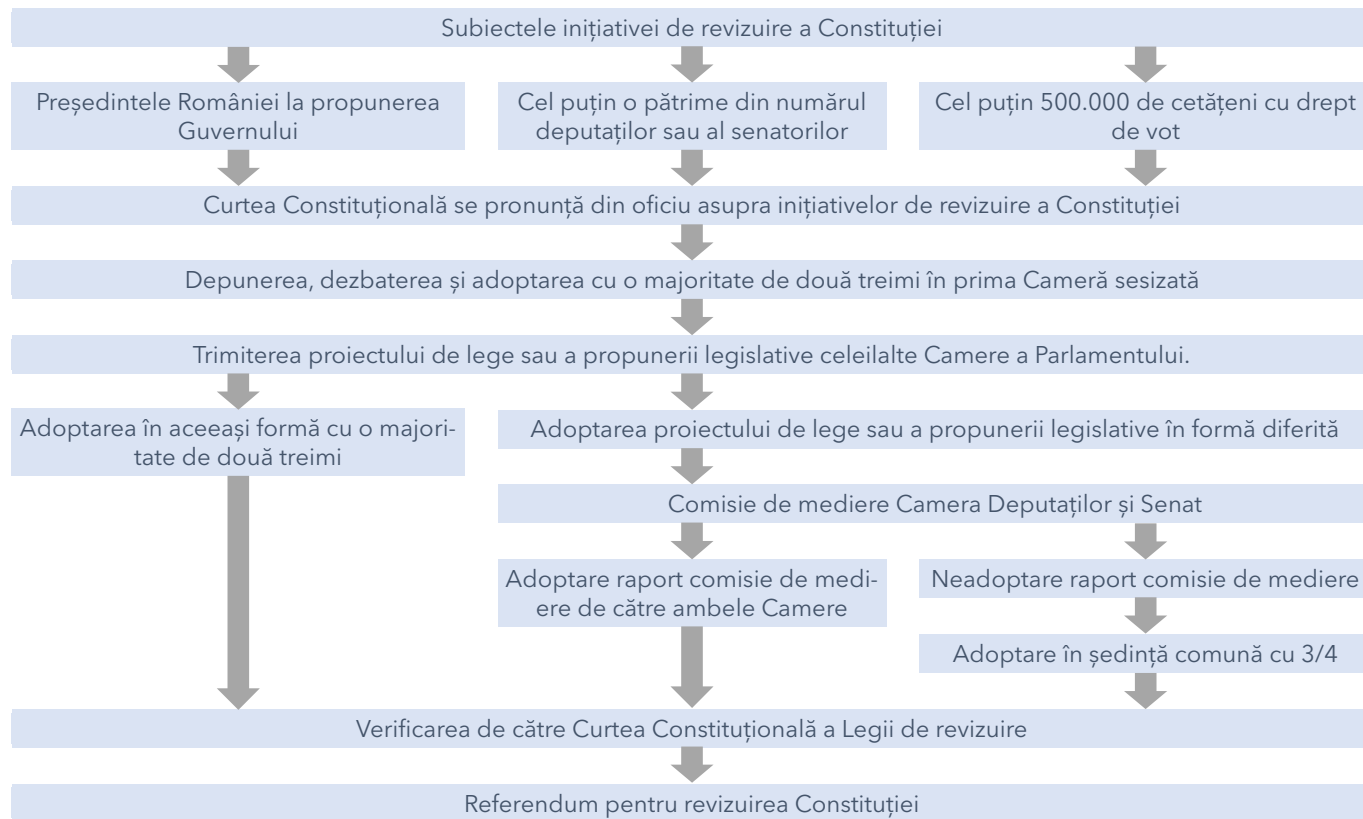 Subiectele inițiativei de revizuire a Constituției
Președintele României la propunerea
Guvernului
Cel puțin o pătrime din numărul
deputaților sau al senatorilor
Cel puțin 500.000 de cetățeni cu drept
de vot
Curtea Constituțională se pronunță din oficiu asupra inițiativelor de revizuire a Constituției
Depunerea, dezbaterea și adoptarea cu o majoritate de două treimi în prima Cameră sesizată
Trimiterea proiectului de lege sau a propunerii legislative celeilalte Camere a Parlamentului.
Adoptarea în aceeași formă cu o majori-
tate de două treimi
Adoptarea proiectului de lege sau a propunerii legislative în formă diferită
Comisie de mediere Camera Deputaților și Senat
Adoptare raport comisie de medi-
ere de către ambele Camere
Neadoptare raport comisie de mediere
Adoptare în ședință comună cu 3/4
Verificarea de către Curtea Constituțională a Legii de revizuire
Referendum pentru revizuirea Constituției